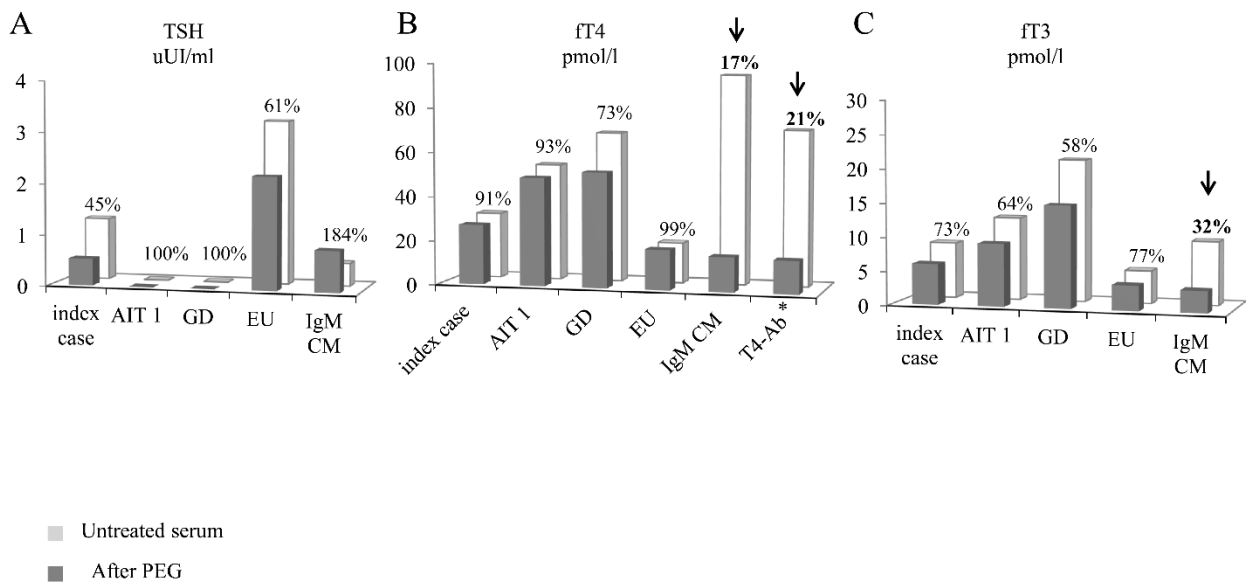 A
TSH
uUI/ml
4
3
2
1
0
45%
100%
100%
61%
184%
index
case
AIT 1
GD
EU
IgM
CM
B
fT4
pmol/l
100
80
60
40
20
0
91%
93%
73%
99%
17%
21%
index case
AIT 1
GD
EU
IgM CM
T4-Ab *
C
fT3
pmol/l
30
25
20
15
10
5
0
73%
64%
58%
77%
32%
index
case
AIT 1
GD
EU
IgM
CM
Untreated serum
After PEG